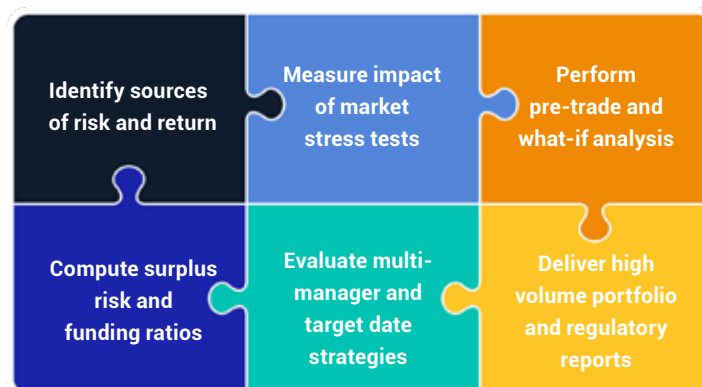 Identify sources
of risk and return
Measure impact
of market
stress tests
Perform
pre-trade and
what-if analysis
Compute surplus
risk and
funding ratios
Evaluate multi-
manager and
target date
strategies
Deliver high
volume portfolio
and regulatory
reports